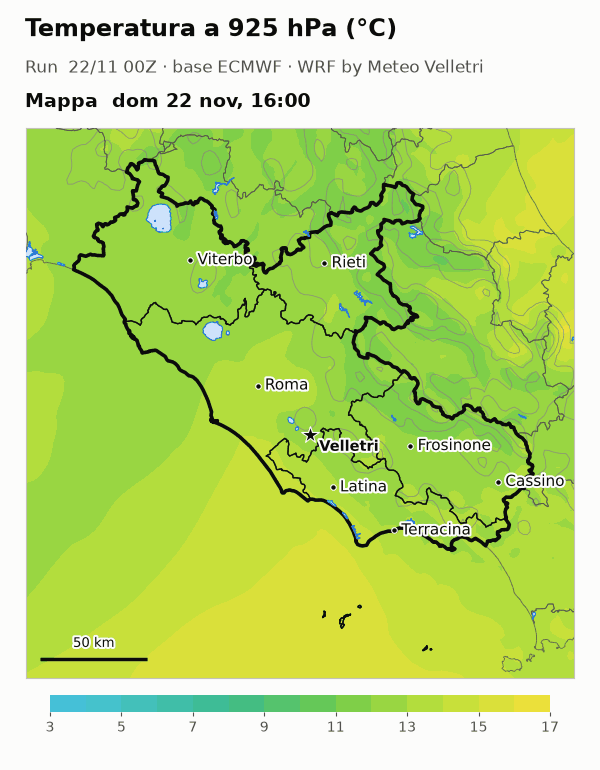 Temperatura a 925 hPa (°C)
Run  22/11 00Z · base ECMWF · WRF by Meteo Velletri
Mappa  dom 22 nov, 16:00
Viterbo
Rieti
Roma
Velletri
Frosinone
Latina
Cassino
Terracina
50 km
3 5 7 9 11 13 15 17